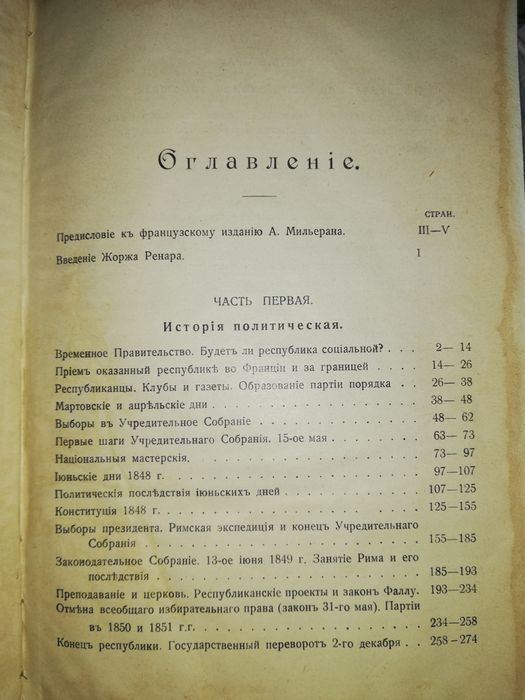 Оглавленіе.
СТРАН.
Предисловіе къ французскому изданію А. Мильерана. III—V
Введеніе Жоржа Ренара. 1
ЧАСТЬ ПЕРВАЯ.
Исторія политическая.
Временное Правительство. Будетъ ли республика соціальной? . . . 2— 14
Пріемъ оказанный республикѣ во Франціи и за границей . . . . 14— 26
Республиканцы. Клубы и газеты. Образованіе партіи порядка . . . 26— 38
Мартовскіе и апрѣльскіе дни . . . . . . . . . . . . . . . 38— 48
Выборы въ Учредительное Собраніе . . . . . . . . . . . . . 48— 62
Первые шаги Учредительнаго Собранія. 15-ое мая . . . . . . . . 63— 73
Національныя мастерскія. . . . . . . . . . . . . . . . . 73— 97
Іюньскіе дни 1848 г. . . . . . . . . . . . . . . . . . . 97—107
Политическія послѣдствія іюньскихъ дней . . . . . . . . . . . 107—125
Конституція 1848 г. . . . . . . . . . . . . . . . . . . 125—155
Выборы президента. Римская экспедиція и конецъ Учредительнаго
Собранія . . . . . . . . . . . . . . . . . . . . . 155—185
Законодательное Собраніе. 13-ое іюня 1849 г. Занятіе Рима и его
послѣдствія . . . . . . . . . . . . . . . . . . . . 185—193
Преподаваніе и церковь. Республиканскіе проекты и законъ Фаллу. 193—234
Отмѣна всеобщаго избирательнаго права (законъ 31-го мая). Партіи
въ 1850 и 1851 г.г. . . . . . . . . . . . . . . . . . 234—258
Конецъ республики. Государственный переворотъ 2-го декабря . . 258-274